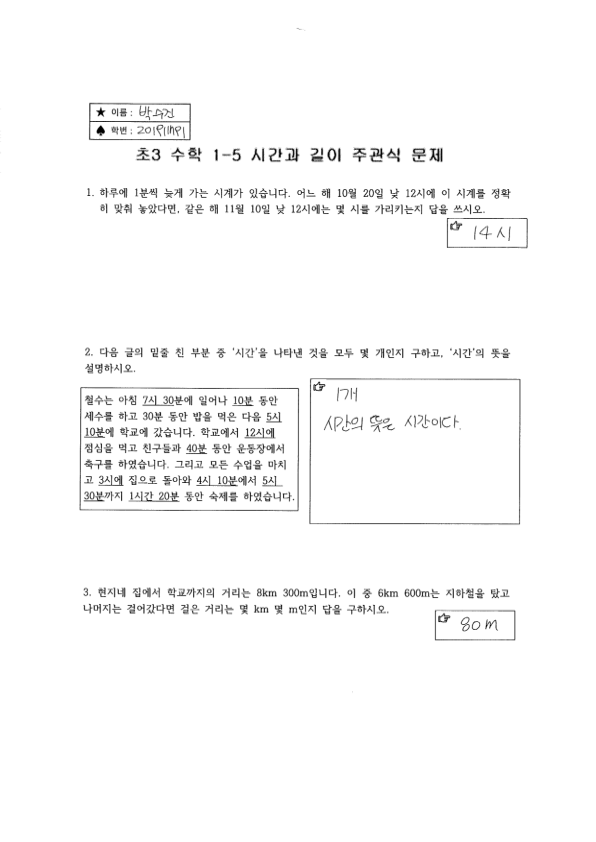 ★ 이름 : 박수진
♠ 학번 :
초3 수학 1-5 시간과 길이 주관식 문제
1. 하루에 1분씩 늦게 가는 시계가 있습니다. 어느 해 10월 20일 낮 12시에 이 시계를 정확
히 맞춰 놓았다면, 같은 해 11월 10일 낮 12시에는 몇 시를 가리키는지 답을 쓰시오.
☞ 14시
2. 다음 글의 밑줄 친 부분 중 '시간'을 나타낸 것을 모두 몇 개인지 구하고, '시간'의 뜻을
설명하시오.
철수는 아침 7시 30분에 일어나 10분 동안
세수를 하고 30분 동안 밥을 먹은 다음 5시
10분에 학교에 갔습니다. 학교에서 12시에
점심을 먹고 친구들과 40분 동안 운동장에서
축구를 하였습니다. 그리고 모든 수업을 마치
고 3시에 집으로 돌아와 4시 10분에서 5시
30분까지 1시간 20분 동안 숙제를 하였습니다.
☞ 1개
시간의 뜻은 시간이다.
3. 현지네 집에서 학교까지의 거리는 8km 300m입니다. 이 중 6km 600m는 지하철을 탔고
나머지는 걸어갔다면 걸은 거리는 몇 km 몇 m인지 답을 구하시오.
☞ 80m